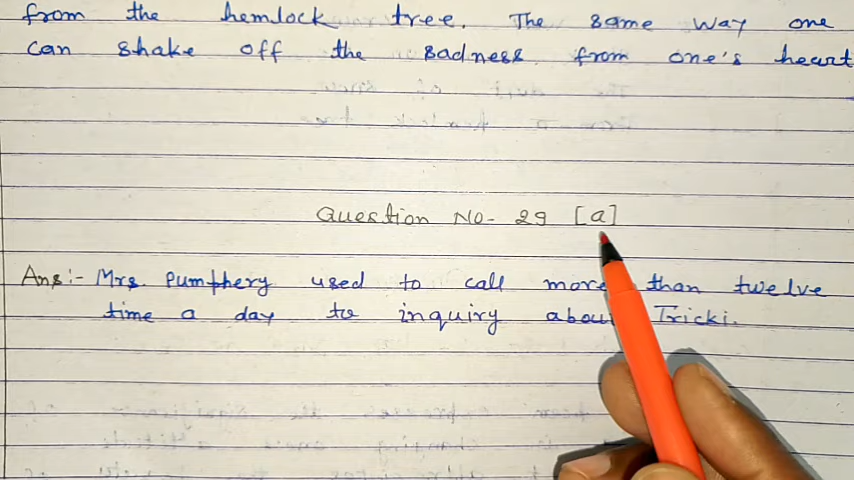 from the hemlock tree. The same way one
can shake off the sadness from one's heart
Question No- 29 [a]
Ans:- Mrs. Pumphery used to call more than twelve
time a day to inquiry about Tricki.